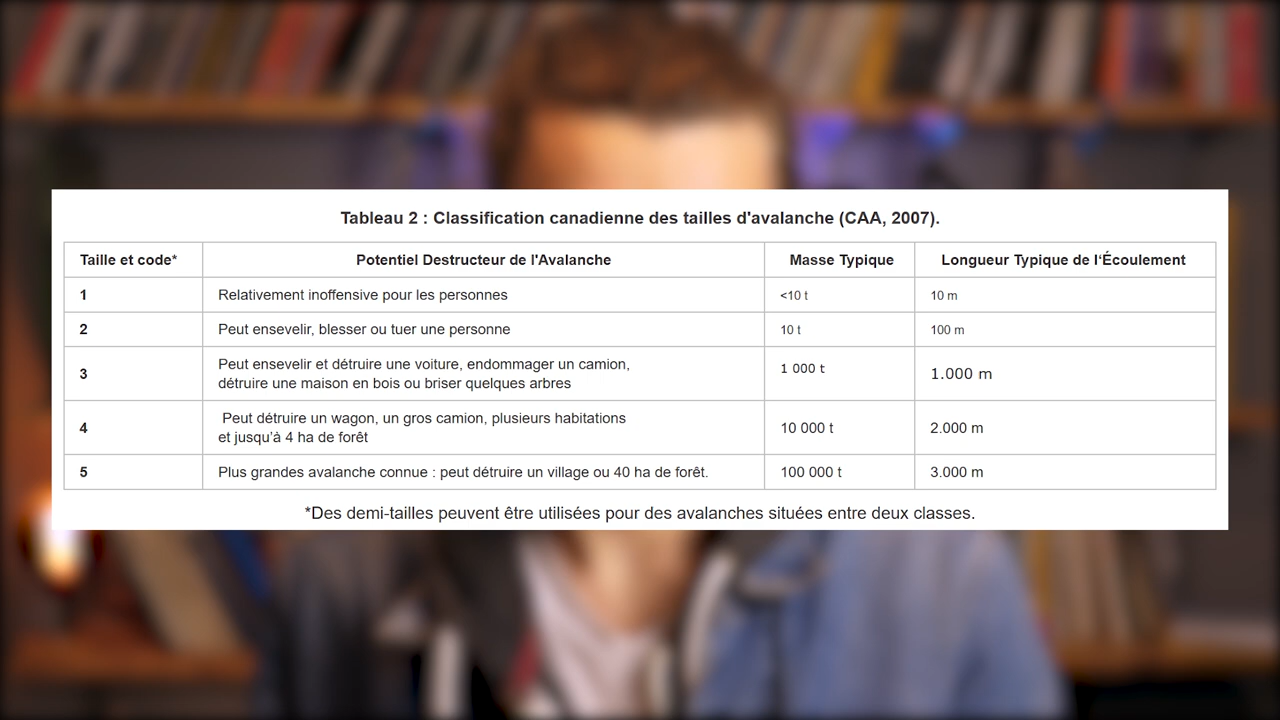 Tableau 2 : Classification canadienne des tailles d'avalanche (CAA, 2007).
Taille et code* Potentiel Destructeur de l'Avalanche Masse Typique Longueur Typique de l‘Écoulement
1 Relativement inoffensive pour les personnes <10 t 10 m
2 Peut ensevelir, blesser ou tuer une personne 10 t 100 m
3 Peut ensevelir et détruire une voiture, endommager un camion, 1 000 t 1.000 m
détruire une maison en bois ou briser quelques arbres
4 Peut détruire un wagon, un gros camion, plusieurs habitations 10 000 t 2.000 m
et jusqu'à 4 ha de forêt
5 Plus grandes avalanche connue : peut détruire un village ou 40 ha de forêt. 100 000 t 3.000 m
*Des demi-tailles peuvent être utilisées pour des avalanches situées entre deux classes.